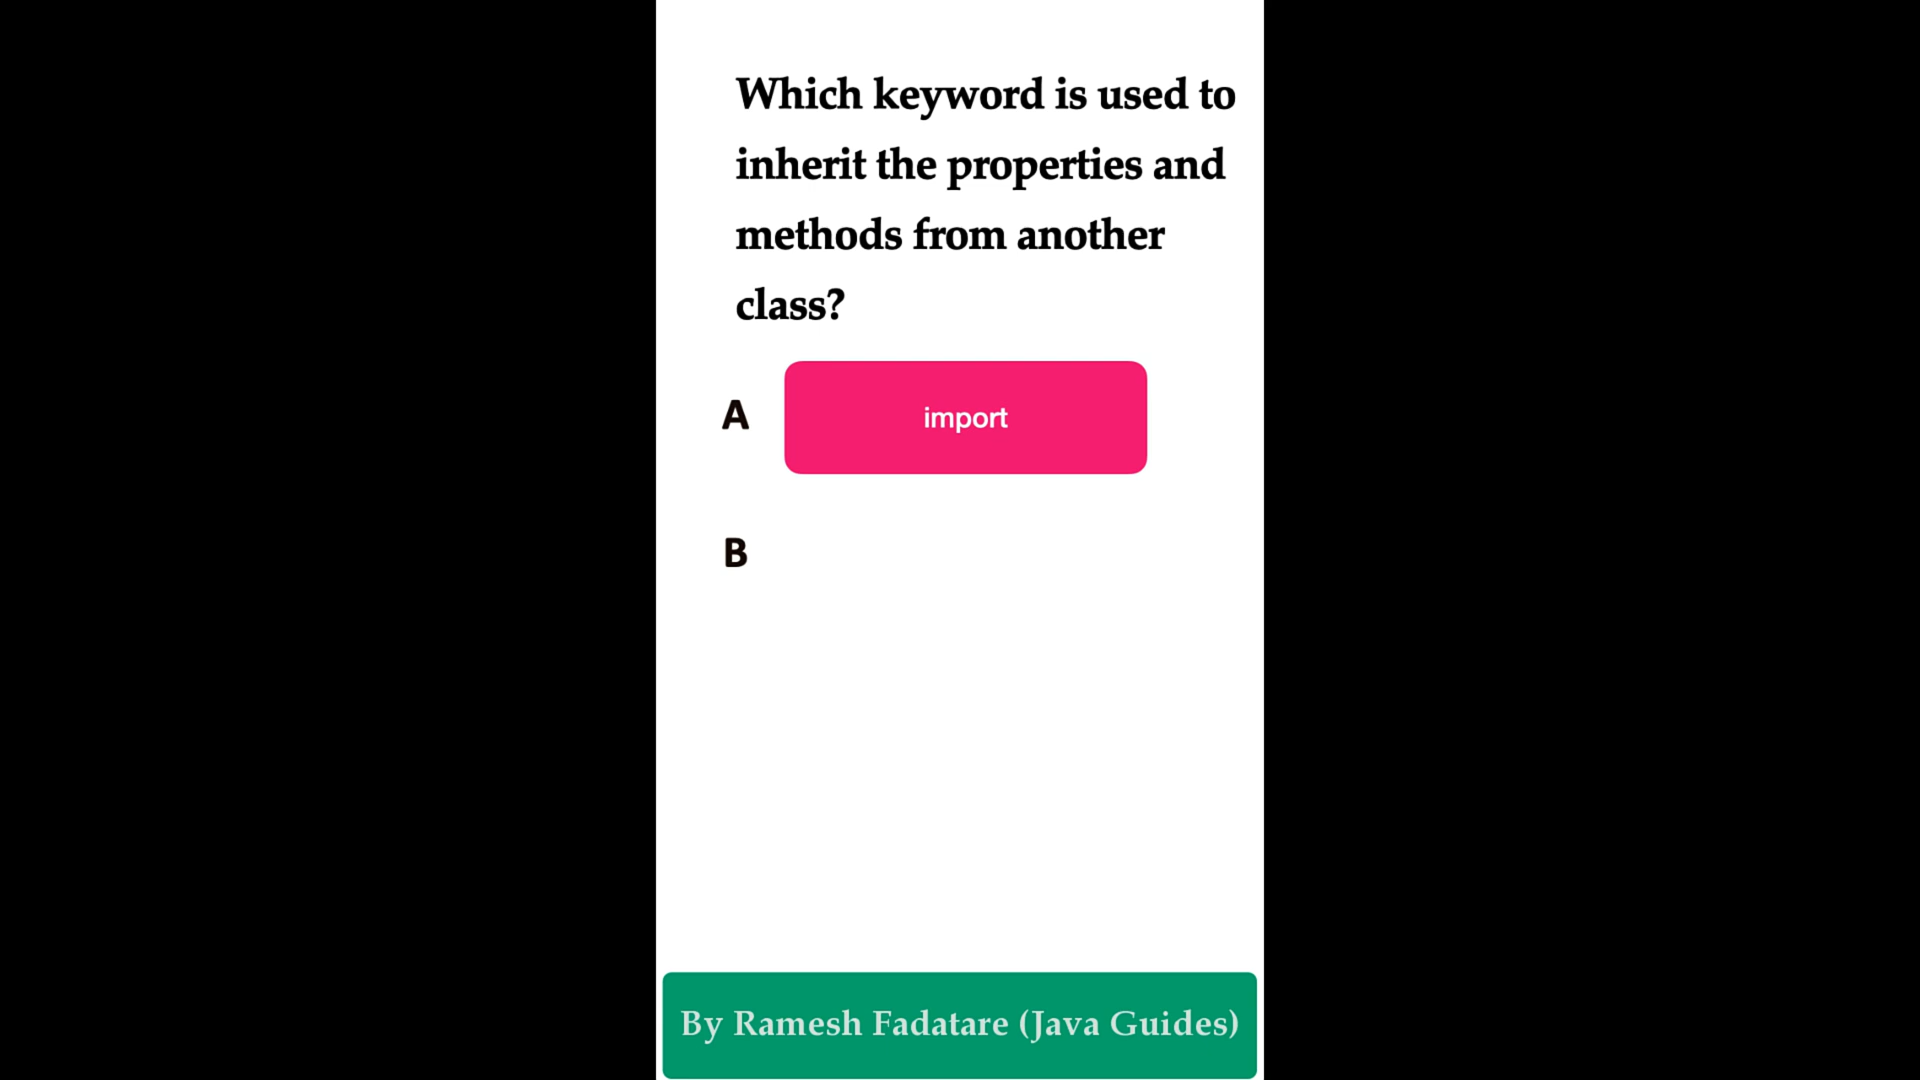 Which keyword is used to
inherit the properties and
methods from another
class?
A import
B
By Ramesh Fadatare (Java Guides)